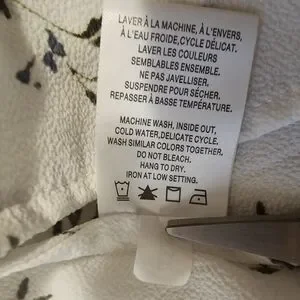 LAVER À LA MACHINE, À L'ENVERS,
À L'EAU FROIDE,CYCLE DÉLICAT.
LAVER LES COULEURS
SEMBLABLES ENSEMBLE.
NE PAS JAVELLISER.
SUSPENDRE POUR SÉCHER.
REPASSER À BASSE TEMPÉRATURE.
MACHINE WASH, INSIDE OUT,
COLD WATER,DELICATE CYCLE.
WASH SIMILAR COLORS TOGETHER.
DO NOT BLEACH.
HANG TO DRY.
IRON AT LOW SETTING.